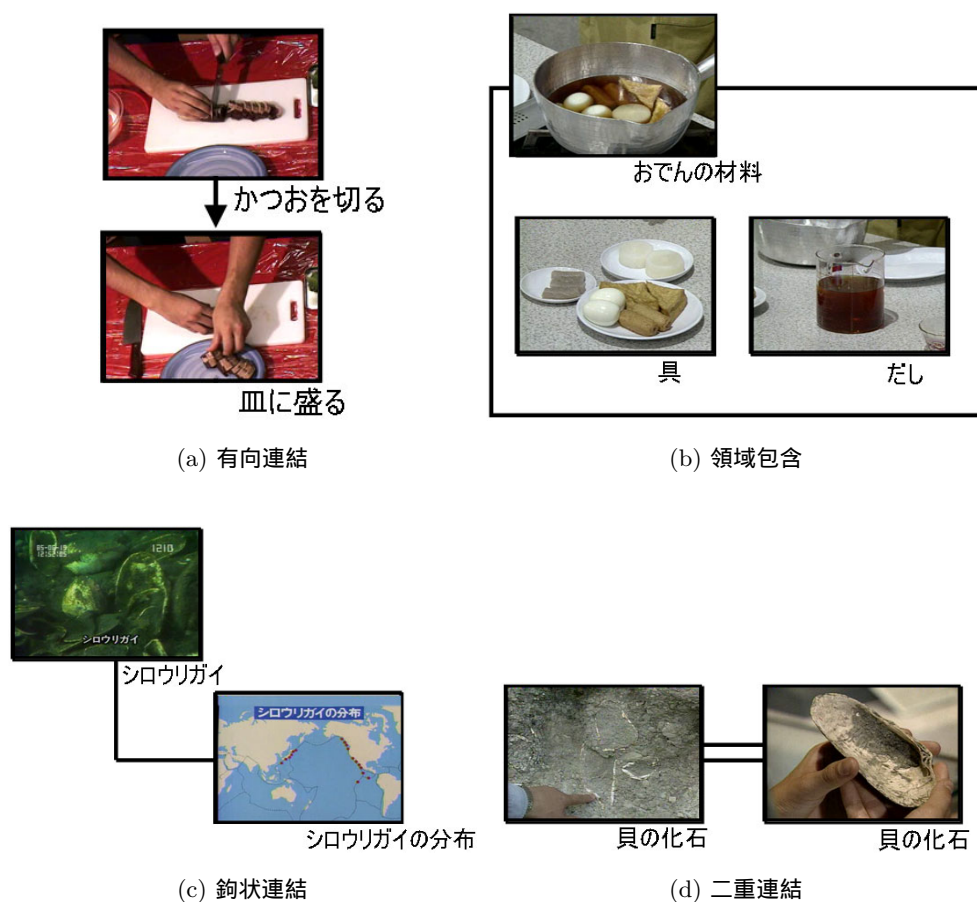 かつおを切る
皿に盛る
(a) 有向連結
おでんの材料
具
だし
(b) 領域包含
1218
シロウリガイ
シロウリガイ
シロウリガイの分布
シロウリガイの分布
(c) 鉤状連結
貝の化石
貝の化石
(d) 二重連結